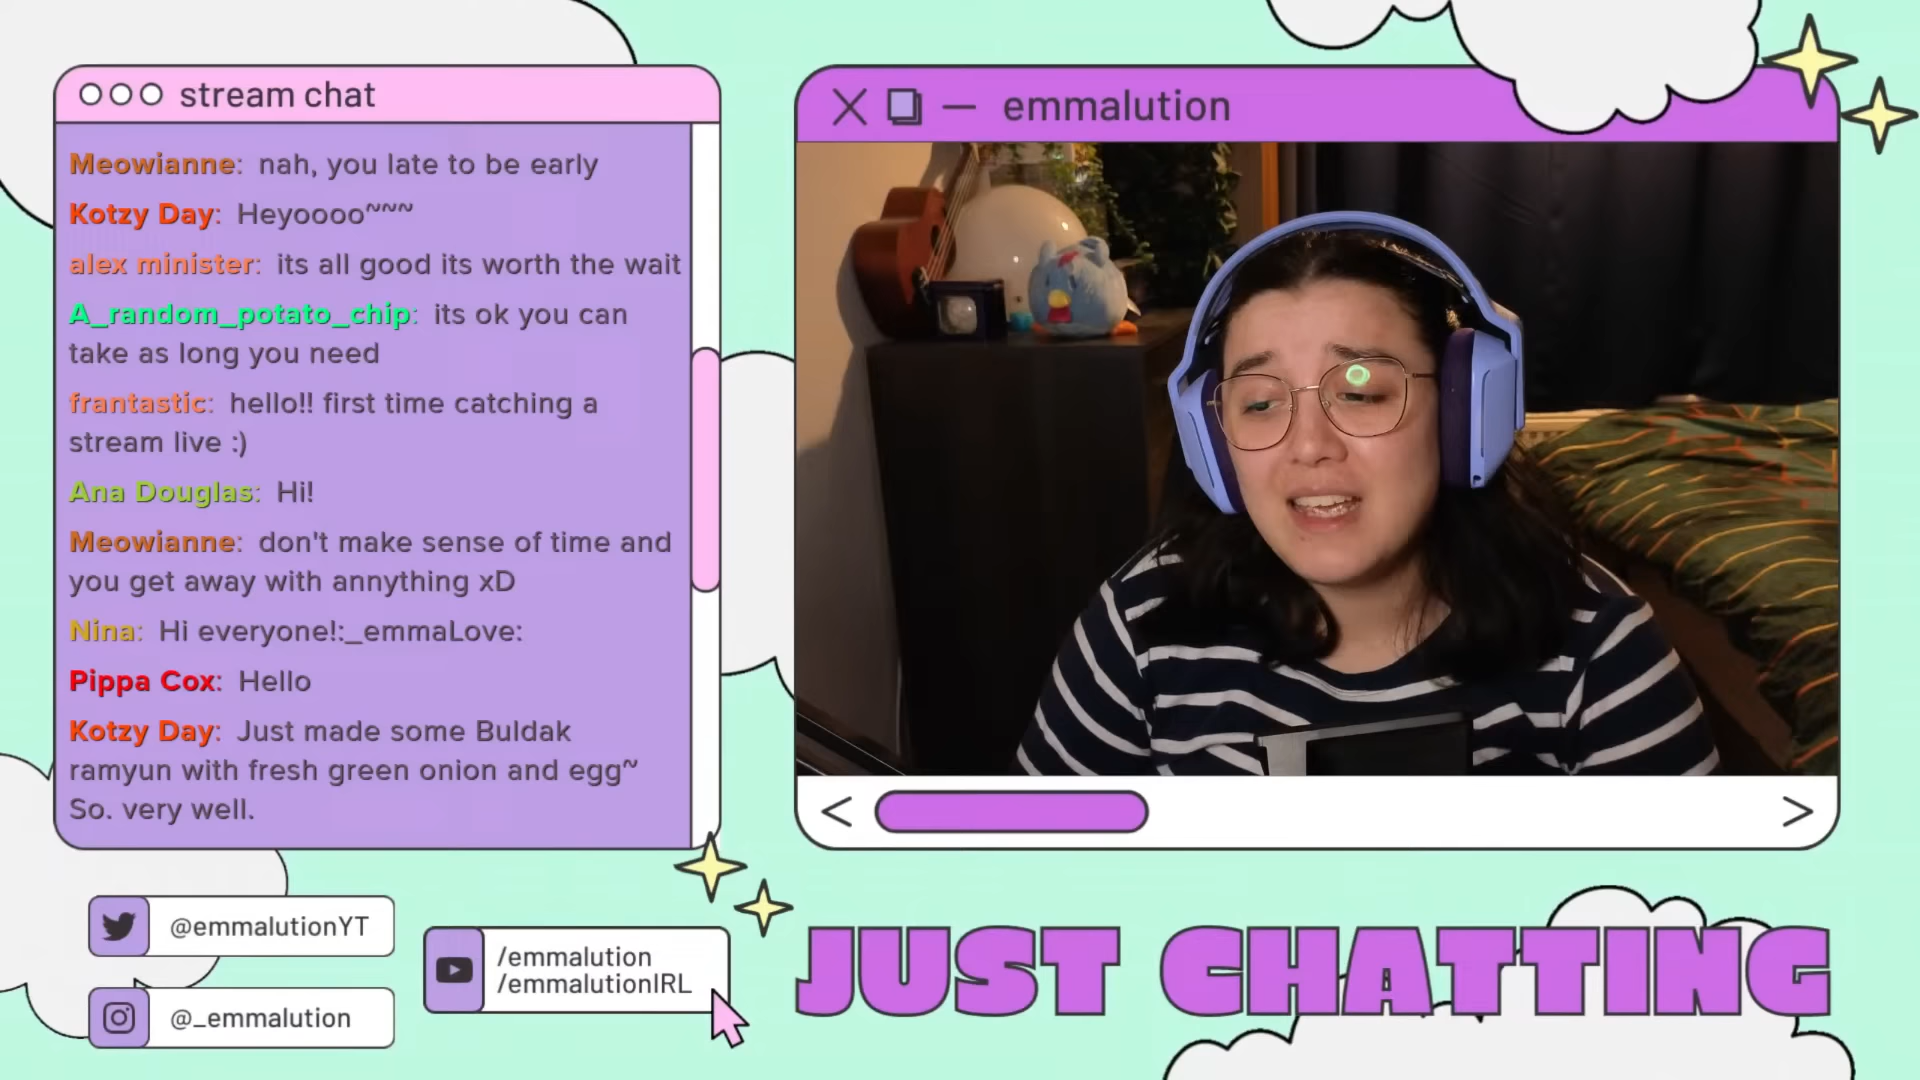 stream chat
Meowianne: nah, you late to be early
Kotzy Day: Heyoooo~~~
alex minister: its all good its worth the wait
A_random_potato_chip: its ok you can
take as long you need
frantastic: hello!! first time catching a
stream live :)
Ana Douglas: Hi!
Meowianne: don't make sense of time and
you get away with annything xD
Nina: Hi everyone!:_emmaLove:
Pippa Cox: Hello
Kotzy Day: Just made some Buldak
ramyun with fresh green onion and egg~
So. very well.
emmalution
@emmalutionYT
@_emmalution
/emmalution
/emmalutionIRL
JUST CHATTING